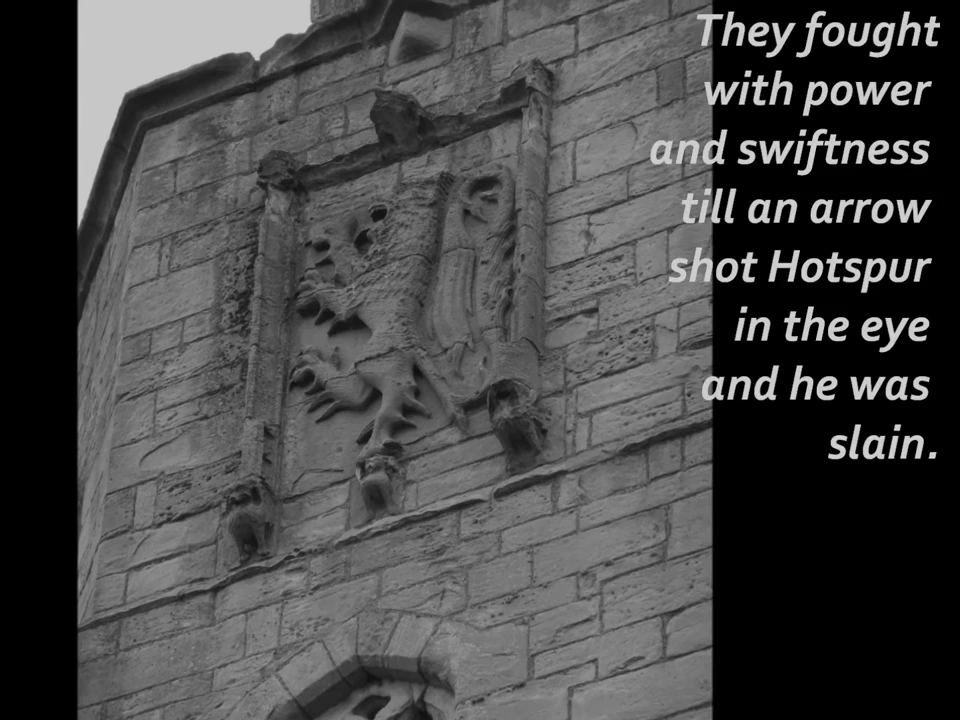 They fought
with power
and swiftness
till an arrow
shot Hotspur
in the eye
and he was
slain.